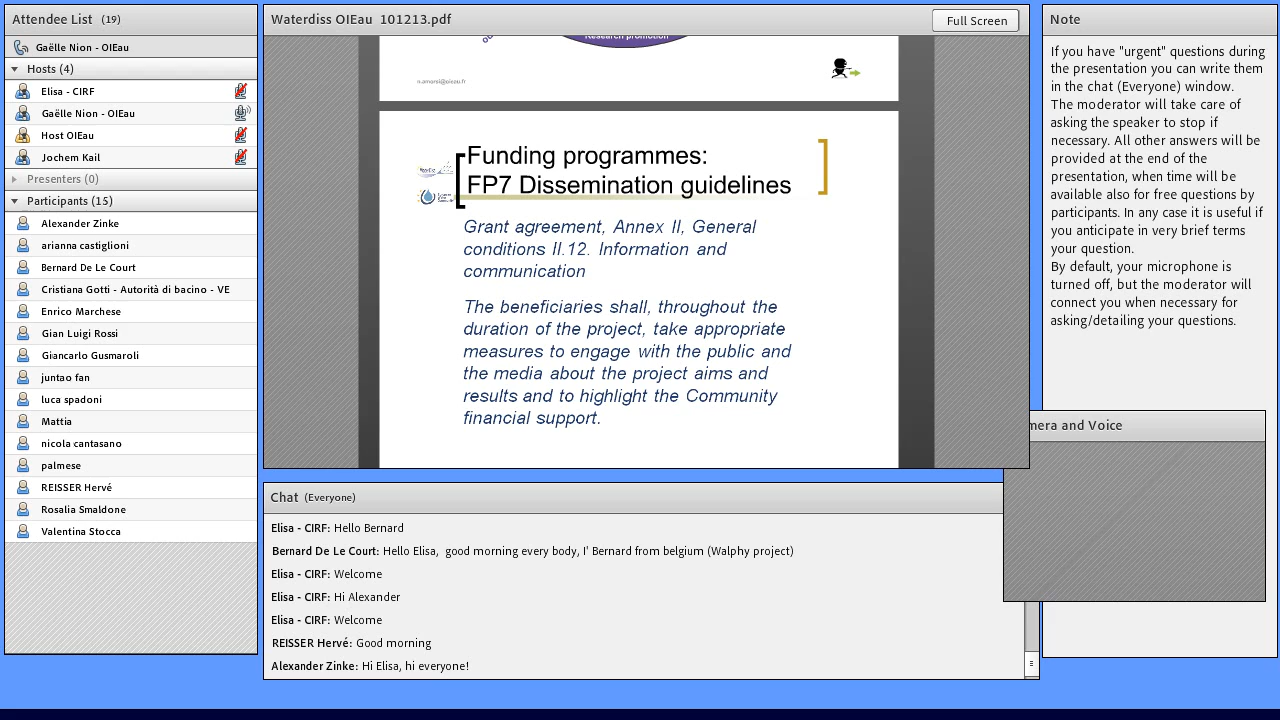 Attendee List (19)
Gaëlle Nion - OIEau
Hosts (4)
Elisa - CIRF
Gaëlle Nion - OIEau
Host OIEau
Jochem Kail
Presenters (0)
Participants (15)
Alexander Zinke
arianna castiglioni
Bernard De Le Court
Cristiana Gotti - Autorità di bacino - VE
Enrico Marchese
Gian Luigi Rossi
Giancarlo Gusmaroli
juntao fan
luca spadoni
Mattia
nicola cantasano
palmese
REISSER Hervé
Rosalia Smaldone
Valentina Stocca
Waterdiss OIEau 101213.pdf
Full Screen
Research promotion
n.amorsi@oieau.fr
Funding programmes:
FP7 Dissemination guidelines
Grant agreement, Annex II, General
conditions II.12. Information and
communication
The beneficiaries shall, throughout the
duration of the project, take appropriate
measures to engage with the public and
the media about the project aims and
results and to highlight the Community
financial support.
Chat (Everyone)
Elisa - CIRF: Hello Bernard
Bernard De Le Court: Hello Elisa, good morning every body, I' Bernard from belgium (Walphy project)
Elisa - CIRF: Welcome
Elisa - CIRF: Hi Alexander
Elisa - CIRF: Welcome
REISSER Hervé: Good morning
Alexander Zinke: Hi Elisa, hi everyone!
Note
If you have "urgent" questions during
the presentation you can write them
in the chat (Everyone) window.
The moderator will take care of
asking the speaker to stop if
necessary. All other answers will be
provided at the end of the
presentation, when time will be
available also for free questions by
participants. In any case it is useful if
you anticipate in very brief terms
your question.
By default, your microphone is
turned off, but the moderator will
connect you when necessary for
asking/detailing your questions.
mera and Voice